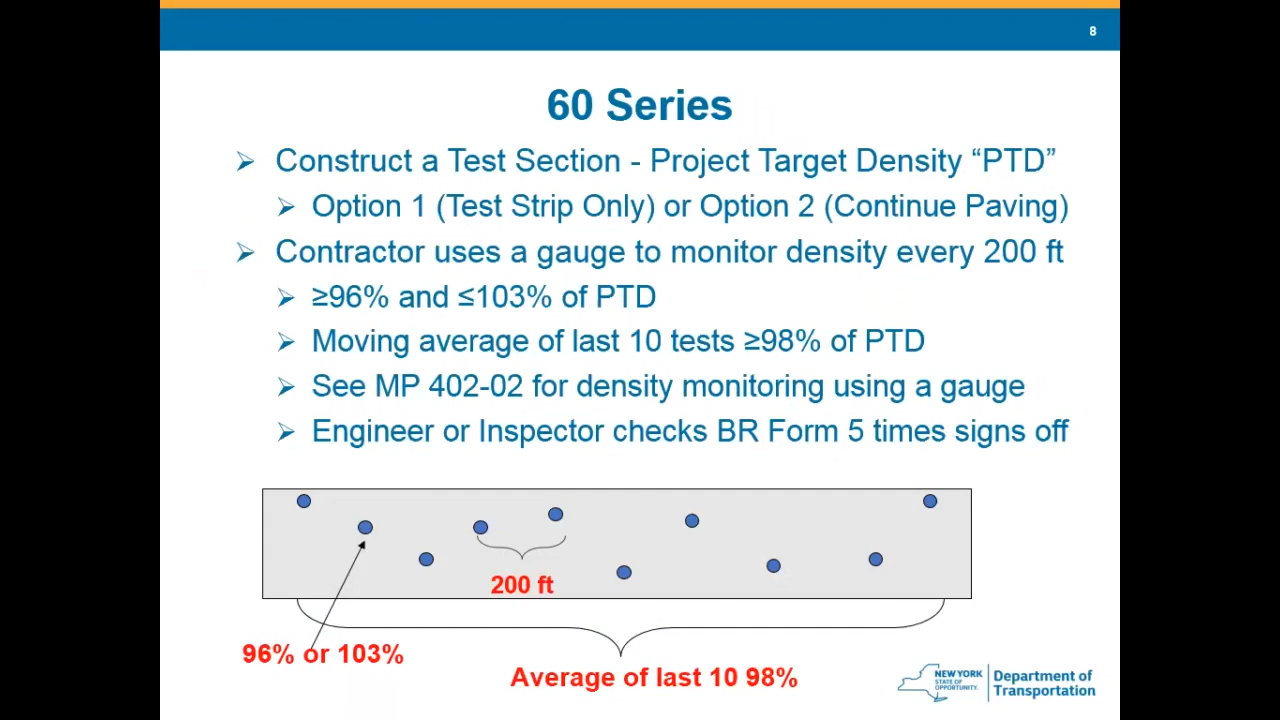 8
60 Series
➢ Construct a Test Section - Project Target Density “PTD”
➢ Option 1 (Test Strip Only) or Option 2 (Continue Paving)
➢ Contractor uses a gauge to monitor density every 200 ft
➢ ≥96% and ≤103% of PTD
➢ Moving average of last 10 tests ≥98% of PTD
➢ See MP 402-02 for density monitoring using a gauge
➢ Engineer or Inspector checks BR Form 5 times signs off
200 ft
96% or 103%
Average of last 10 98%
NEW YORK
STATE OF
OPPORTUNITY.
Department of
Transportation